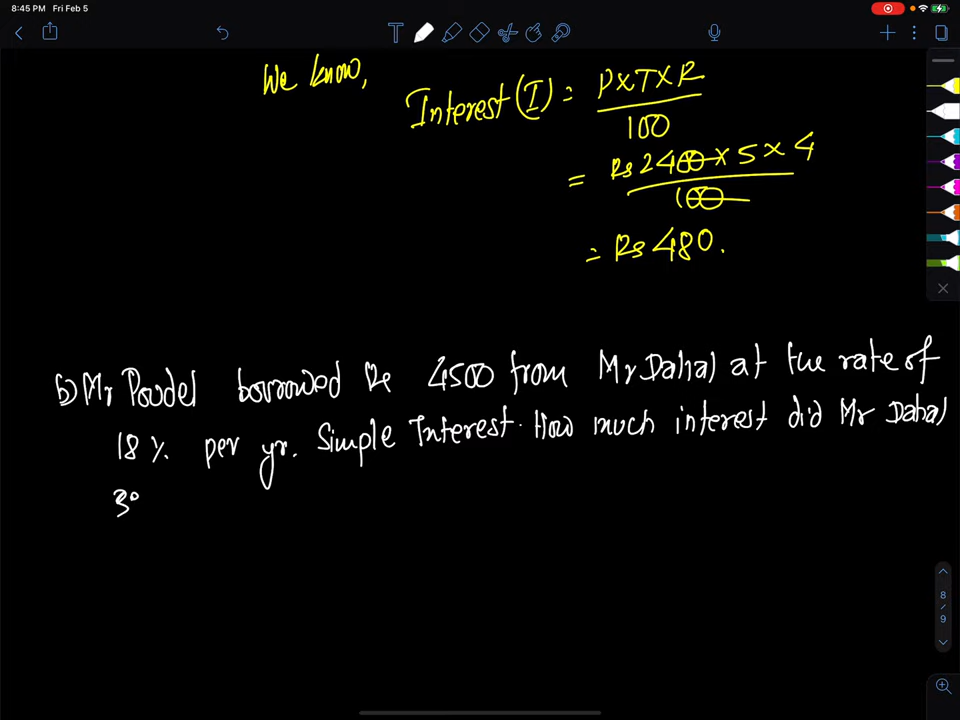 8:45 PM Fri Feb 5
We know,
Interest (I) = P×T×R
100
= Rs 2400 × 5 × 4
100
= Rs 480.
b) Mr Poudel borrowed Rs 4500 from Mr Dahal at the rate of
18 % per yr. Simple Interest. How much interest did Mr Dahal
8
9